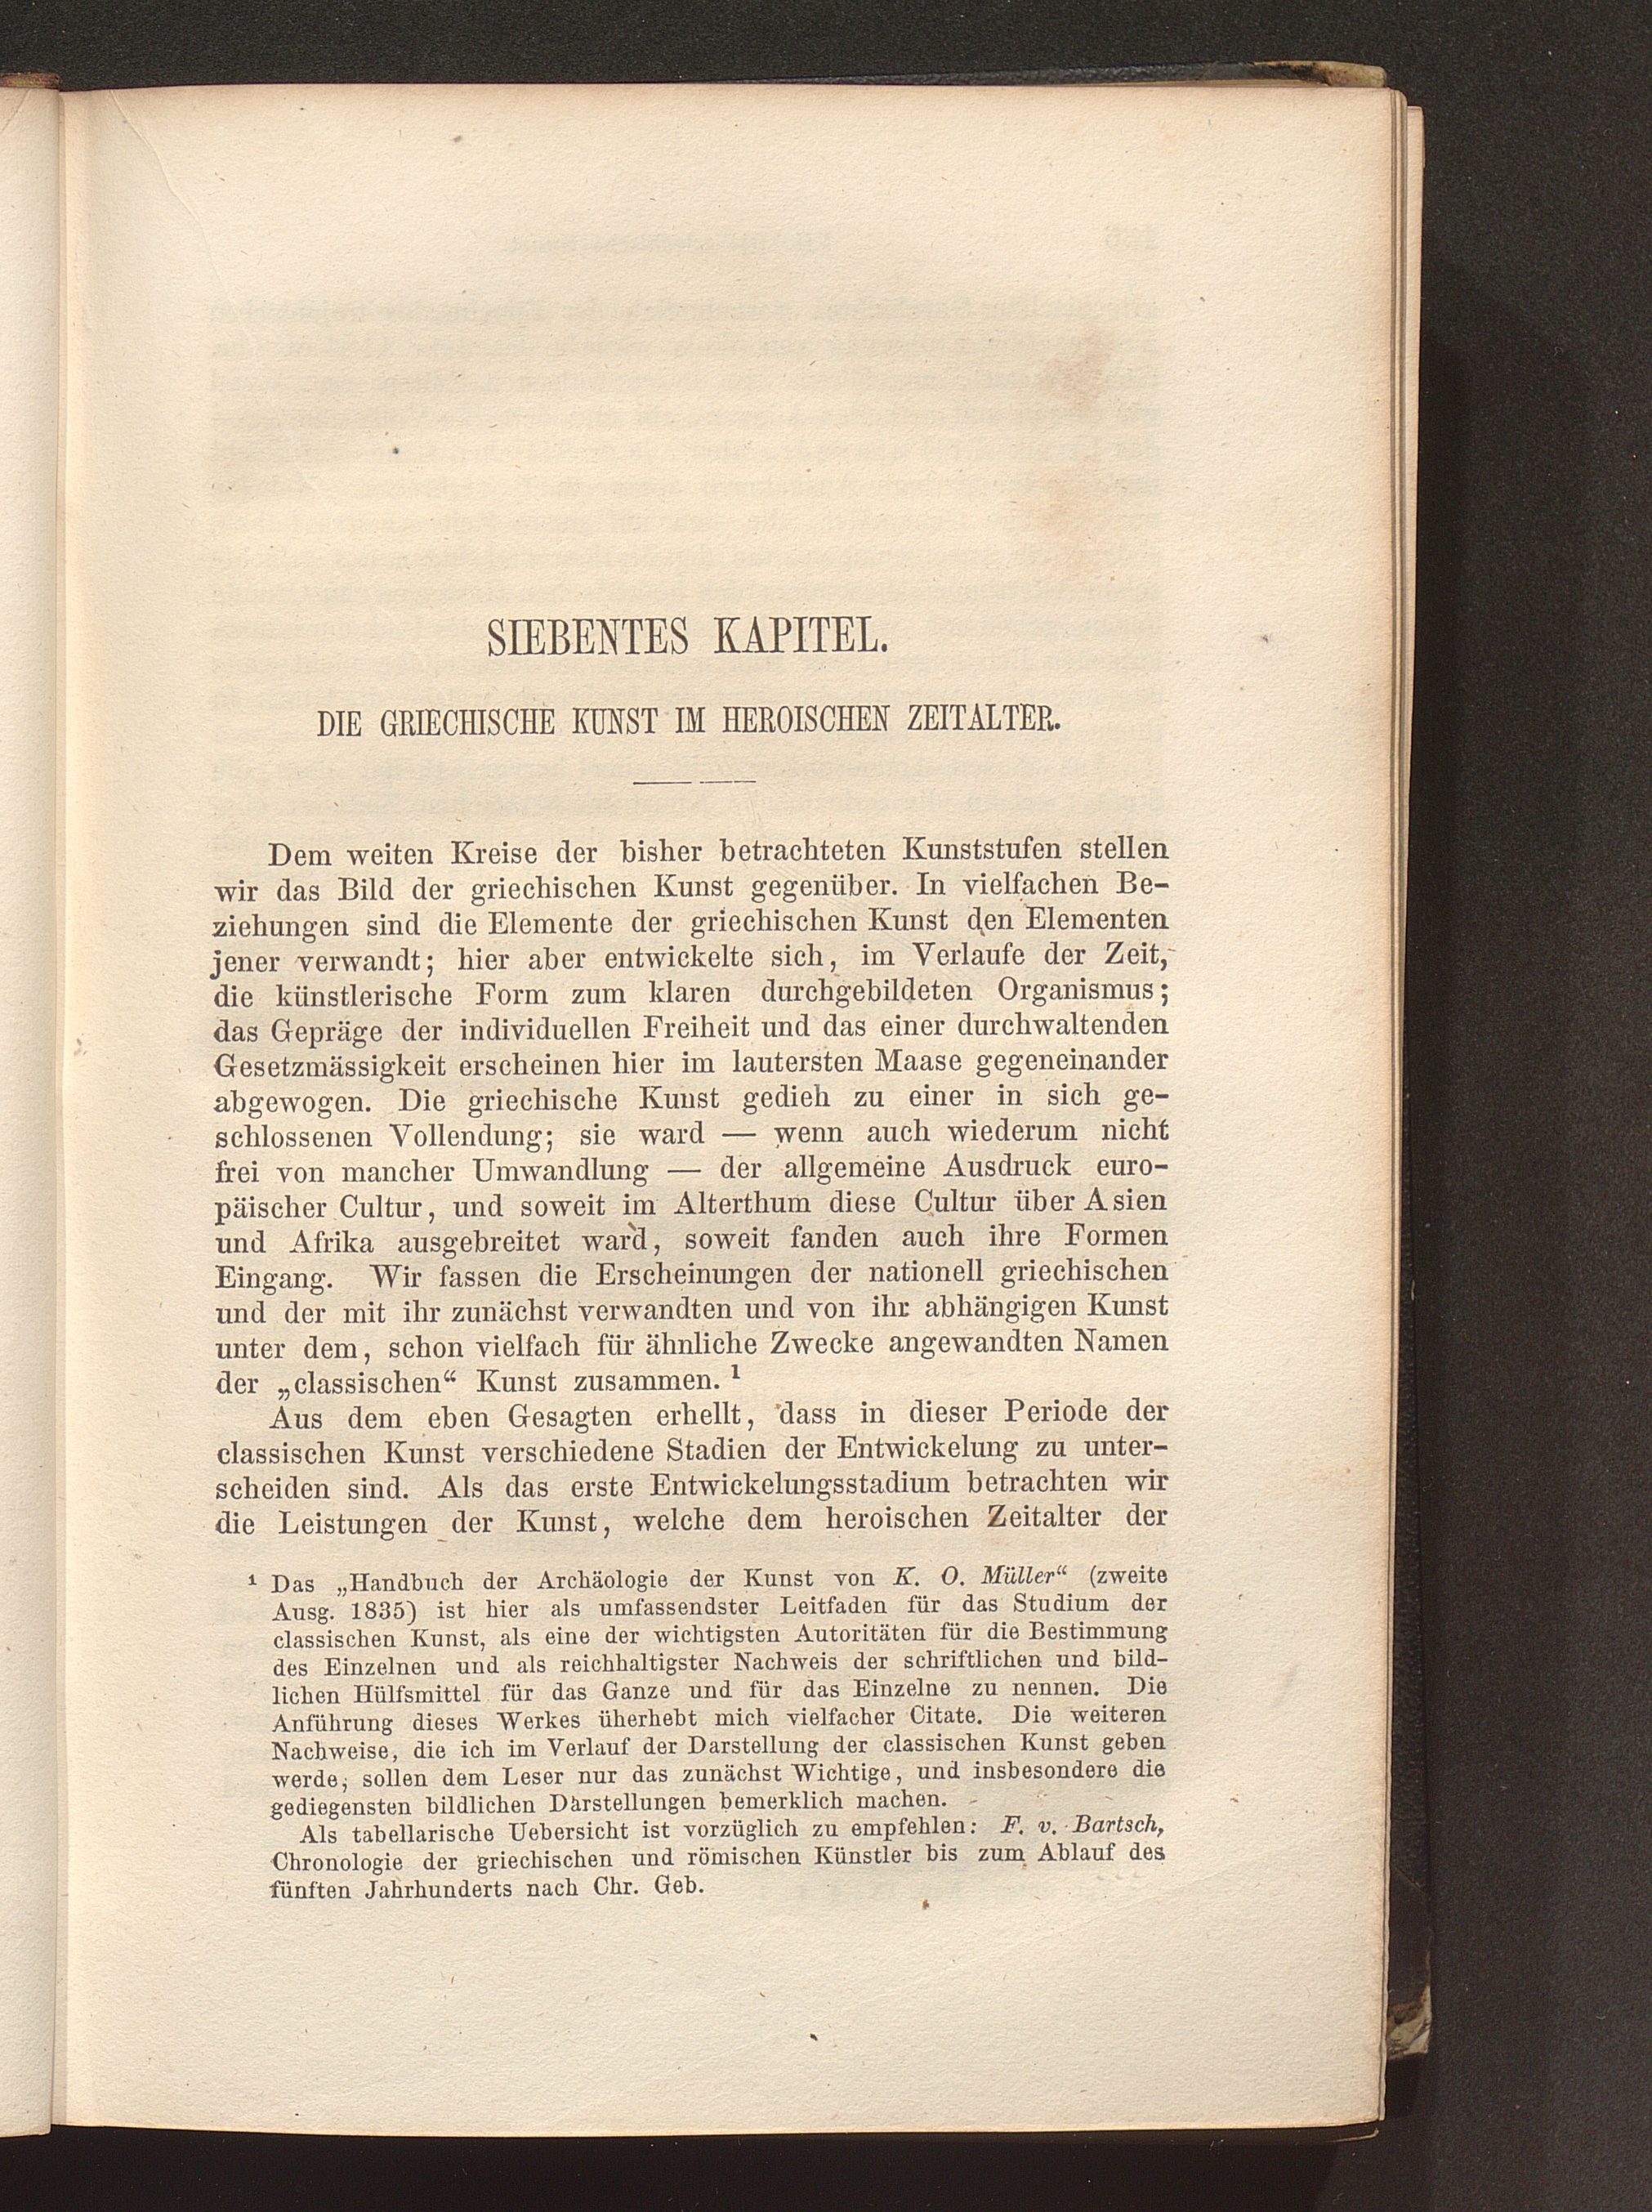 SIEBENTES KAPITEL.
DIE GRIECHISCHE KUNST IM HEROISCHEN ZEITALTER.
Dem weiten Kreise der bisher betrachteten Kunststufen stellen
wir das Bild der griechischen Kunst gegenüber. In vielfachen Be-
ziehungen sind die Elemente der griechischen Kunst den Elementen
jener verwandt; hier aber entwickelte sich, im Verlaufe der Zeit,
die künstlerische Form zum klaren durchgebildeten Organismus;
das Gepräge der individuellen Freiheit und das einer durchwaltenden
Gesetzmässigkeit erscheinen hier im lautersten Maase gegeneinander
abgewogen. Die griechische Kunst gedieh zu einer in sich ge-
schlossenen Vollendung; sie ward — wenn auch wiederum nicht
frei von mancher Umwandlung — der allgemeine Ausdruck euro-
päischer Cultur, und soweit im Alterthum diese Cultur über Asien
und Afrika ausgebreitet ward, soweit fanden auch ihre Formen
Eingang. Wir fassen die Erscheinungen der nationell griechischen
und der mit ihr zunächst verwandten und von ihr abhängigen Kunst
unter dem, schon vielfach für ähnliche Zwecke angewandten Namen
der „classischen“ Kunst zusammen. ¹
Aus dem eben Gesagten erhellt, dass in dieser Periode der
classischen Kunst verschiedene Stadien der Entwickelung zu unter-
scheiden sind. Als das erste Entwickelungsstadium betrachten wir
die Leistungen der Kunst, welche dem heroischen Zeitalter der
¹ Das „Handbuch der Archäologie der Kunst von K. O. Müller“ (zweite
Ausg. 1835) ist hier als umfassendster Leitfaden für das Studium der
classischen Kunst, als eine der wichtigsten Autoritäten für die Bestimmung
des Einzelnen und als reichhaltigster Nachweis der schriftlichen und bild-
lichen Hülfsmittel für das Ganze und für das Einzelne zu nennen. Die
Anführung dieses Werkes üherhebt mich vielfacher Citate. Die weiteren
Nachweise, die ich im Verlauf der Darstellung der classischen Kunst geben
werde, sollen dem Leser nur das zunächst Wichtige, und insbesondere die
gediegensten bildlichen Darstellungen bemerklich machen.
Als tabellarische Uebersicht ist vorzüglich zu empfehlen: F. v. Bartsch,
Chronologie der griechischen und römischen Künstler bis zum Ablauf des
fünften Jahrhunderts nach Chr. Geb.